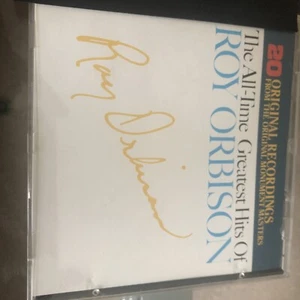 20 ORIGINAL RECORDINGS
FROM THE ORIGINAL MONUMENT MASTERS
The All-Time Greatest Hits Of
ROY ORBISON
Roy Orbison